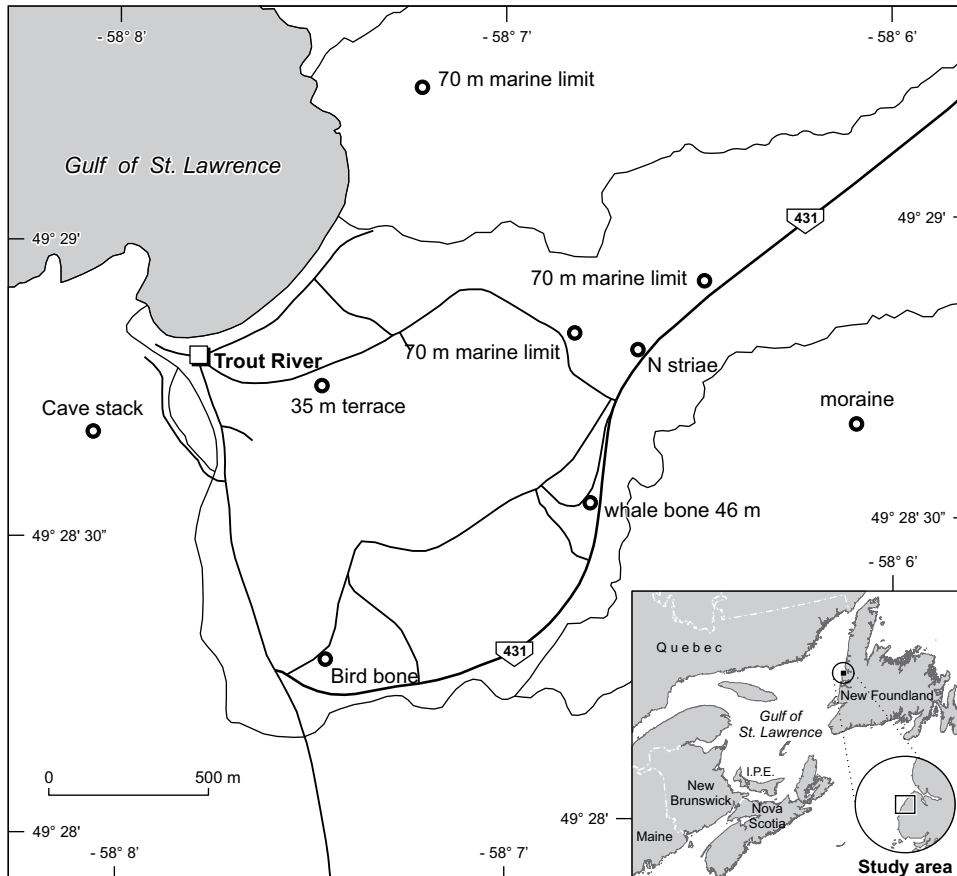 - 58° 8'
- 58° 7'
- 58° 6'
70 m marine limit
Gulf of St. Lawrence
431
49° 29'
49° 29'
70 m marine limit
70 m marine limit
N striae
Trout River
35 m terrace
Cave stack
moraine
whale bone 46 m
49° 28' 30"
49° 28' 30"
- 58° 6'
431
Bird bone
Quebec
New Foundland
Gulf of
St. Lawrence
I.P.E.
New
Brunswick
Nova
Scotia
Maine
Study area
0
500 m
49° 28'
49° 28'
- 58° 8'
- 58° 7'